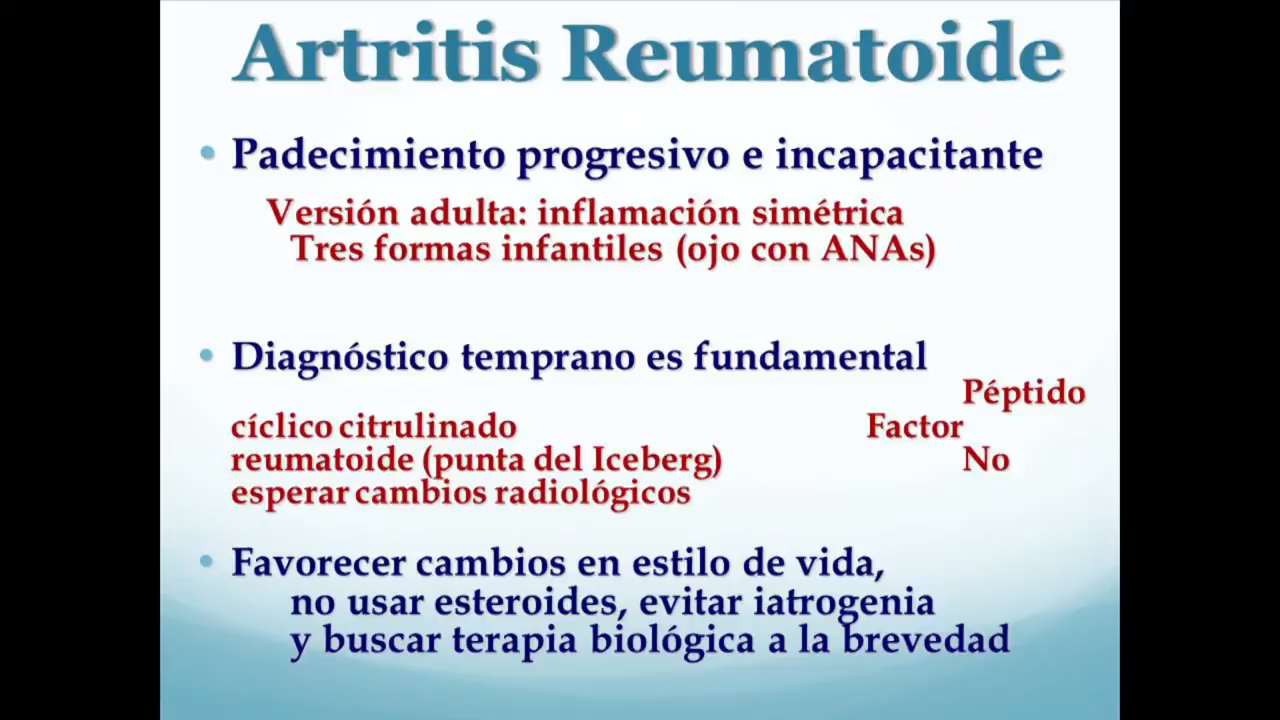 Artritis Reumatoide
• Padecimiento progresivo e incapacitante
Versión adulta: inflamación simétrica
Tres formas infantiles (ojo con ANAs)
• Diagnóstico temprano es fundamental
Péptido
cíclico citrulinado Factor
reumatoide (punta del Iceberg) No
esperar cambios radiológicos
• Favorecer cambios en estilo de vida,
no usar esteroides, evitar iatrogenia
y buscar terapia biológica a la brevedad